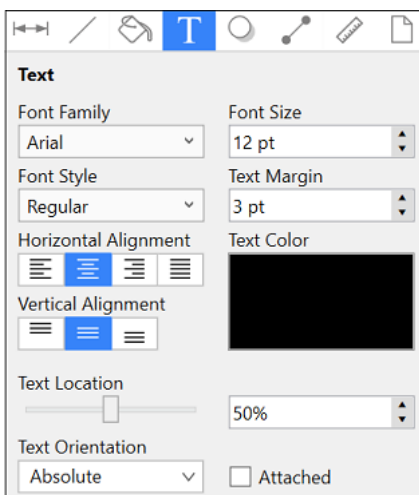 T
Text
Font Family Font Size
Arial 12 pt
Font Style Text Margin
Regular 3 pt
Horizontal Alignment Text Color
Vertical Alignment
Text Location
50%
Text Orientation
Absolute Attached